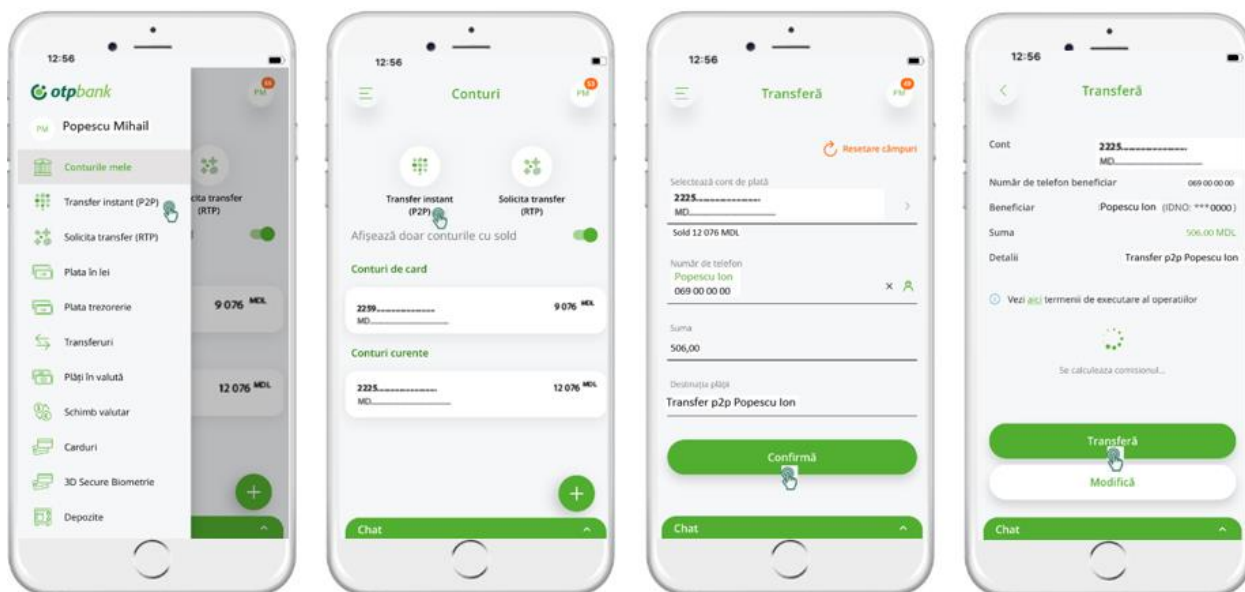 12:56
otpbank
PM
Popescu Mihail
Conturile mele
Transfer instant (P2P)
Solicita transfer (RTP)
Plata în lei
Plata trezorerie
Transferuri
Plăți în valută
Schimb valutar
Carduri
3D Secure Biometrie
Depozite
PM
cita transfer
(RTP)
9 076 MDL
12 076 MDL
12:56
Conturi
PM
Transfer instant
(P2P)
Solicita transfer
(RTP)
Afișează doar conturile cu sold
Conturi de card
2259
MD
9 076 MDL
Conturi curente
2225
MD
12 076 MDL
Chat
12:56
Transferă
PM
Resetare câmpuri
Selectează cont de plată
2225
MD
Sold 12 076 MDL
Număr de telefon
Popescu Ion
069 00 00 00
Suma
506,00
Destinația plății
Transfer p2p Popescu Ion
Confirmă
Chat
12:56
Transferă
Cont
2225
MD
Număr de telefon beneficiar
069 00 00 00
Beneficiar
:Popescu Ion (IDNO: ***0000)
Suma
506.00 MDL
Detalii
Transfer p2p Popescu Ion
Vezi aici termenii de executare al operatiilor
Se calculeaza comisionul...
Transferă
Modifică
Chat